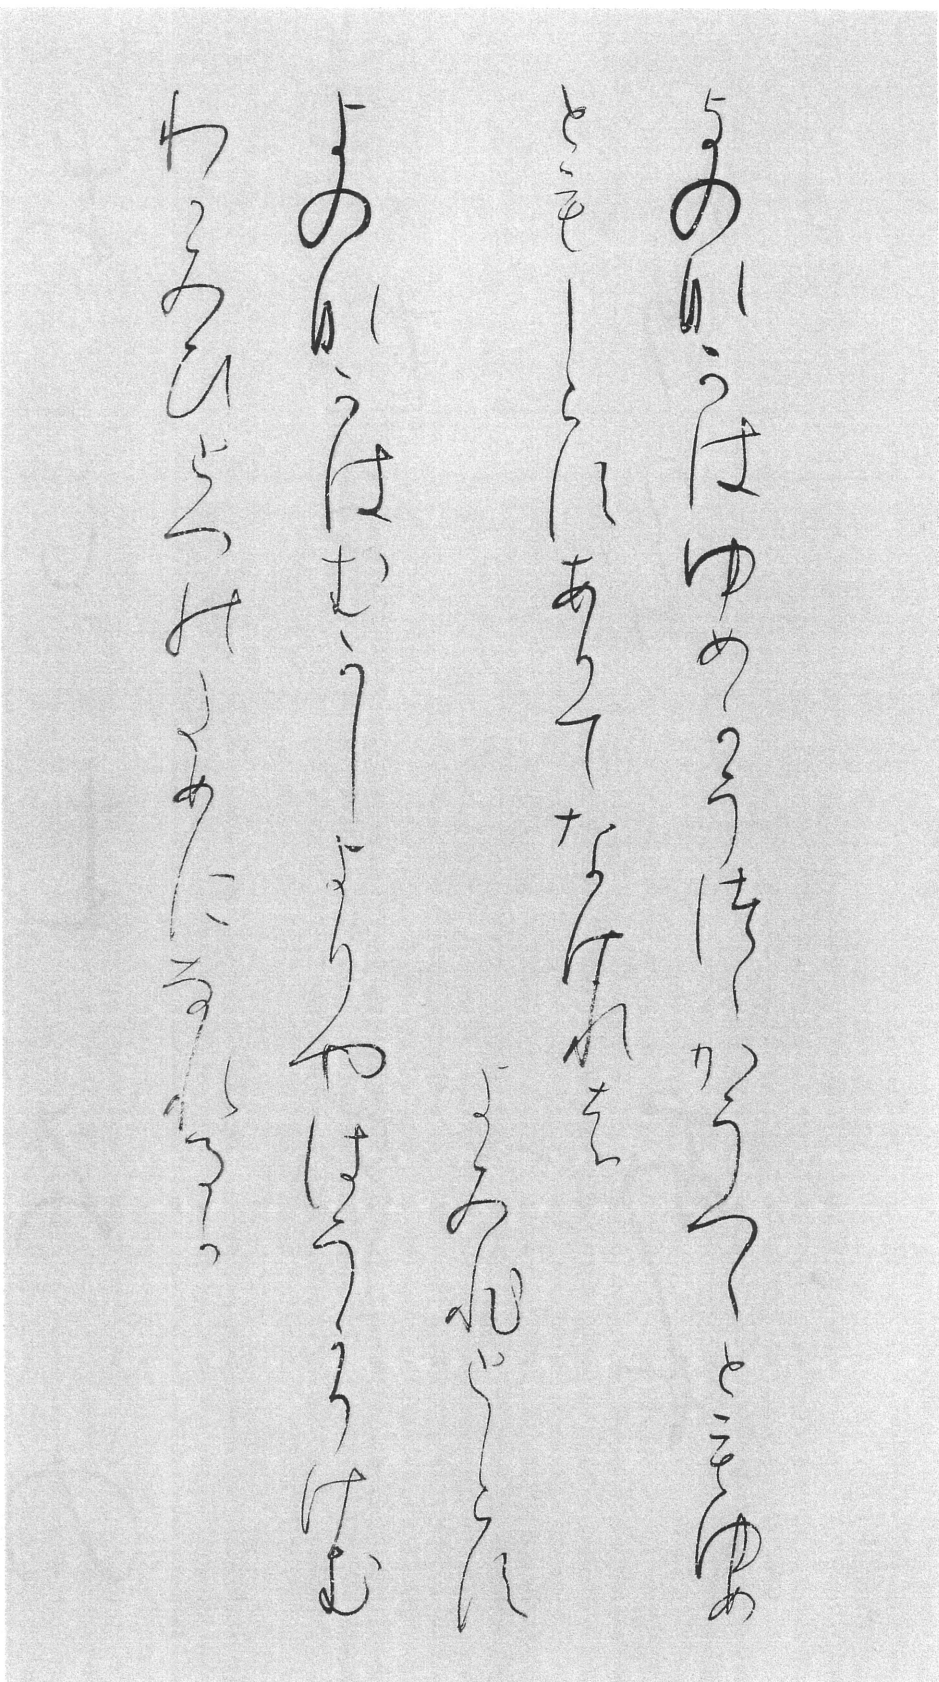 よのなかはゆめかうつゝかうつゝともゆめ
ともしらすありてなけれは
よみひとしらす
よのなかはむかしよりやはうかりけむ
わかみひとつのためになれるか